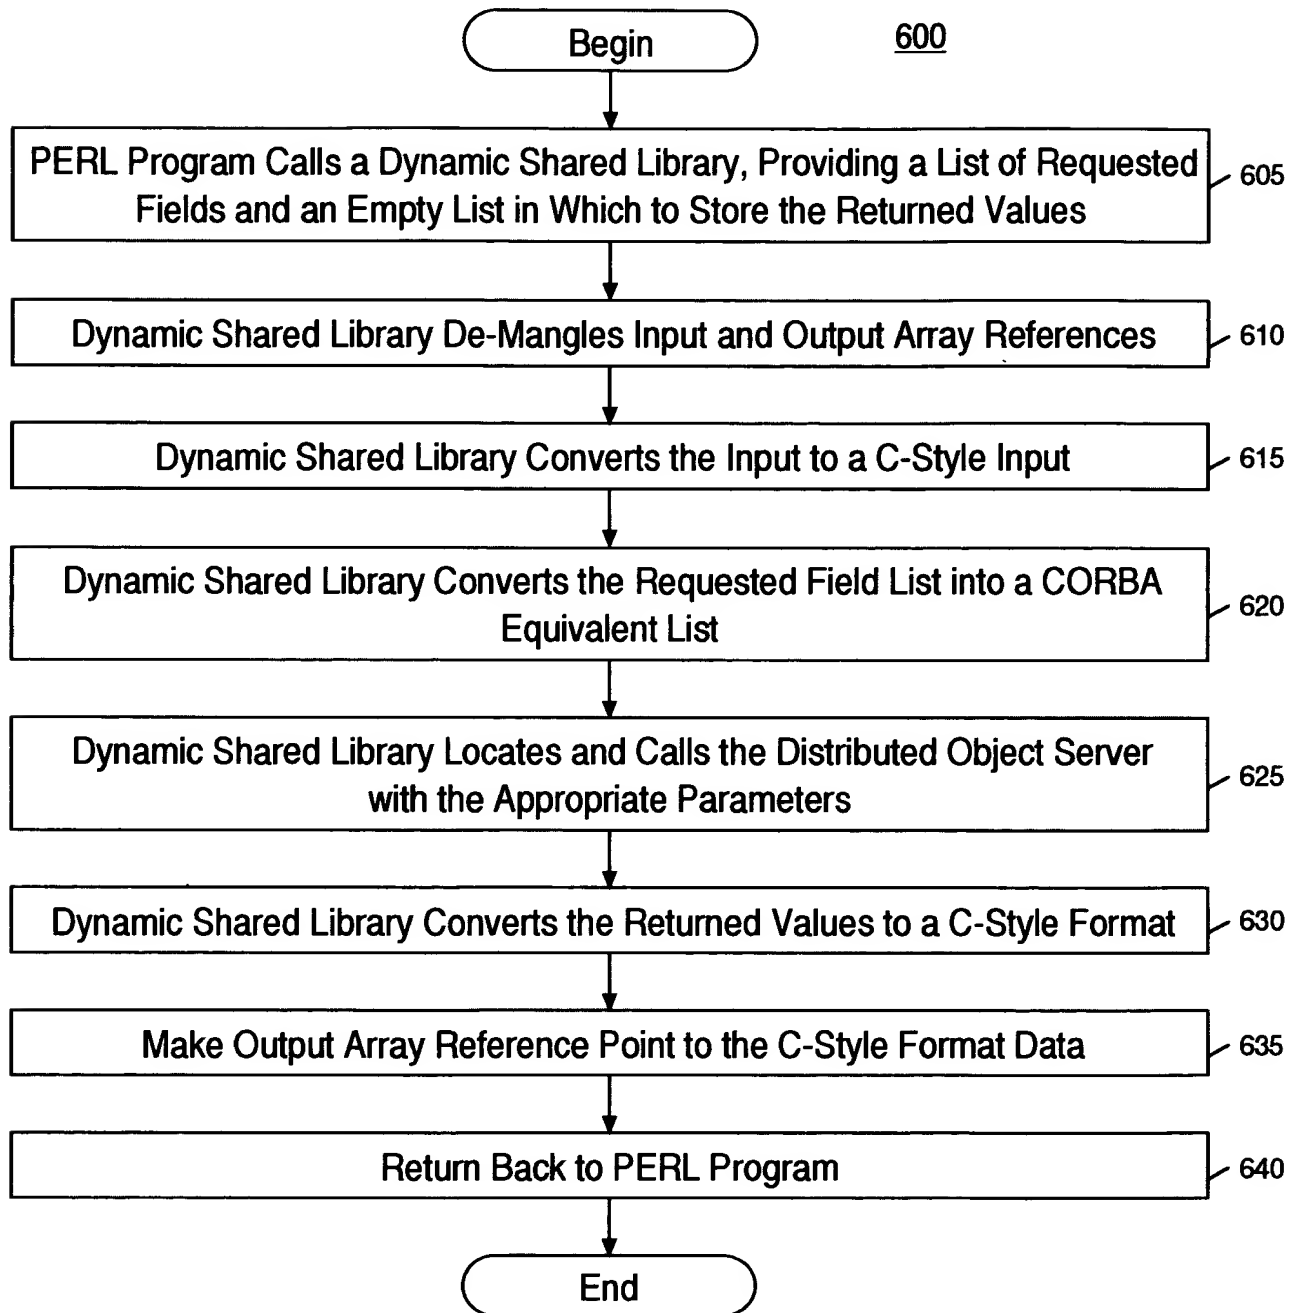 Begin
600
PERL Program Calls a Dynamic Shared Library, Providing a List of Requested
Fields and an Empty List in Which to Store the Returned Values
605
Dynamic Shared Library De-Mangles Input and Output Array References
610
Dynamic Shared Library Converts the Input to a C-Style Input
615
Dynamic Shared Library Converts the Requested Field List into a CORBA
Equivalent List
620
Dynamic Shared Library Locates and Calls the Distributed Object Server
with the Appropriate Parameters
625
Dynamic Shared Library Converts the Returned Values to a C-Style Format
630
Make Output Array Reference Point to the C-Style Format Data
635
Return Back to PERL Program
640
End